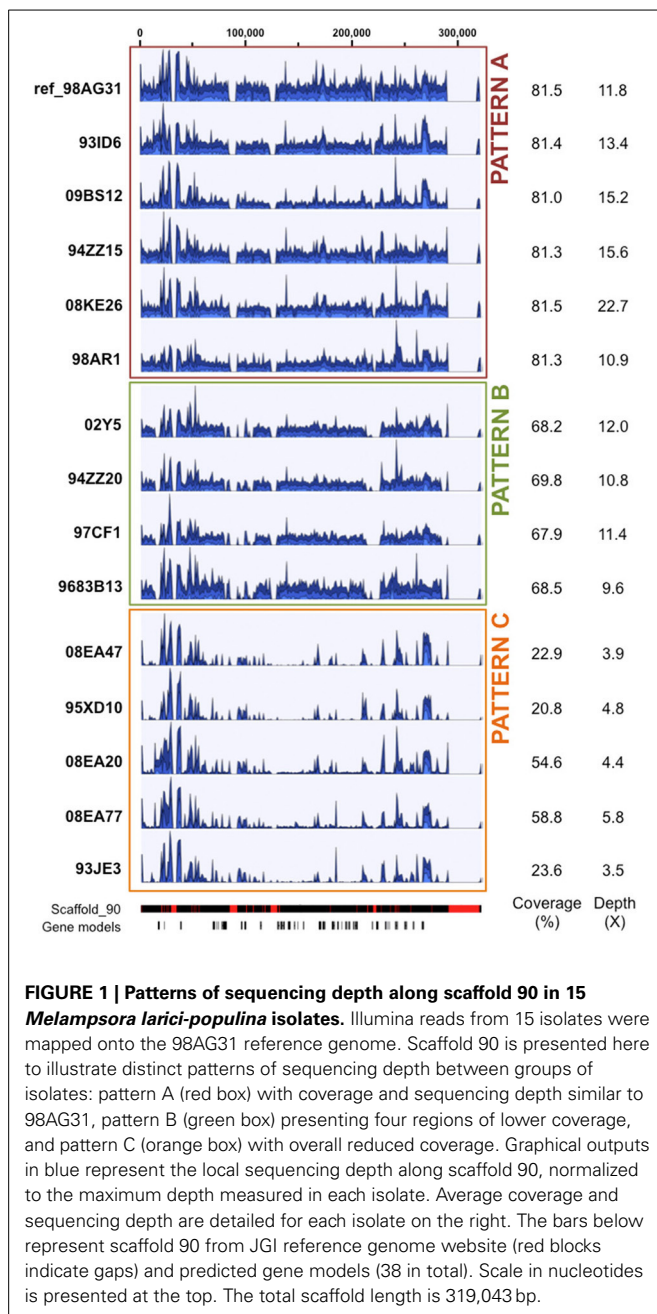 0 100,000 200,000 300,000
PATTERN A
ref_98AG31 81.5 11.8
93ID6 81.4 13.4
09BS12 81.0 15.2
94ZZ15 81.3 15.6
08KE26 81.5 22.7
98AR1 81.3 10.9
PATTERN B
02Y5 68.2 12.0
94ZZ20 69.8 10.8
97CF1 67.9 11.4
9683B13 68.5 9.6
PATTERN C
08EA47 22.9 3.9
95XD10 20.8 4.8
08EA20 54.6 4.4
08EA77 58.8 5.8
93JE3 23.6 3.5
Scaffold_90 Coverage Depth
Gene models (%) (X)
FIGURE 1 | Patterns of sequencing depth along scaffold 90 in 15
Melampsora larici-populina isolates. Illumina reads from 15 isolates were
mapped onto the 98AG31 reference genome. Scaffold 90 is presented here
to illustrate distinct patterns of sequencing depth between groups of
isolates: pattern A (red box) with coverage and sequencing depth similar to
98AG31, pattern B (green box) presenting four regions of lower coverage,
and pattern C (orange box) with overall reduced coverage. Graphical outputs
in blue represent the local sequencing depth along scaffold 90, normalized
to the maximum depth measured in each isolate. Average coverage and
sequencing depth are detailed for each isolate on the right. The bars below
represent scaffold 90 from JGI reference genome website (red blocks
indicate gaps) and predicted gene models (38 in total). Scale in nucleotides
is presented at the top. The total scaffold length is 319,043 bp.